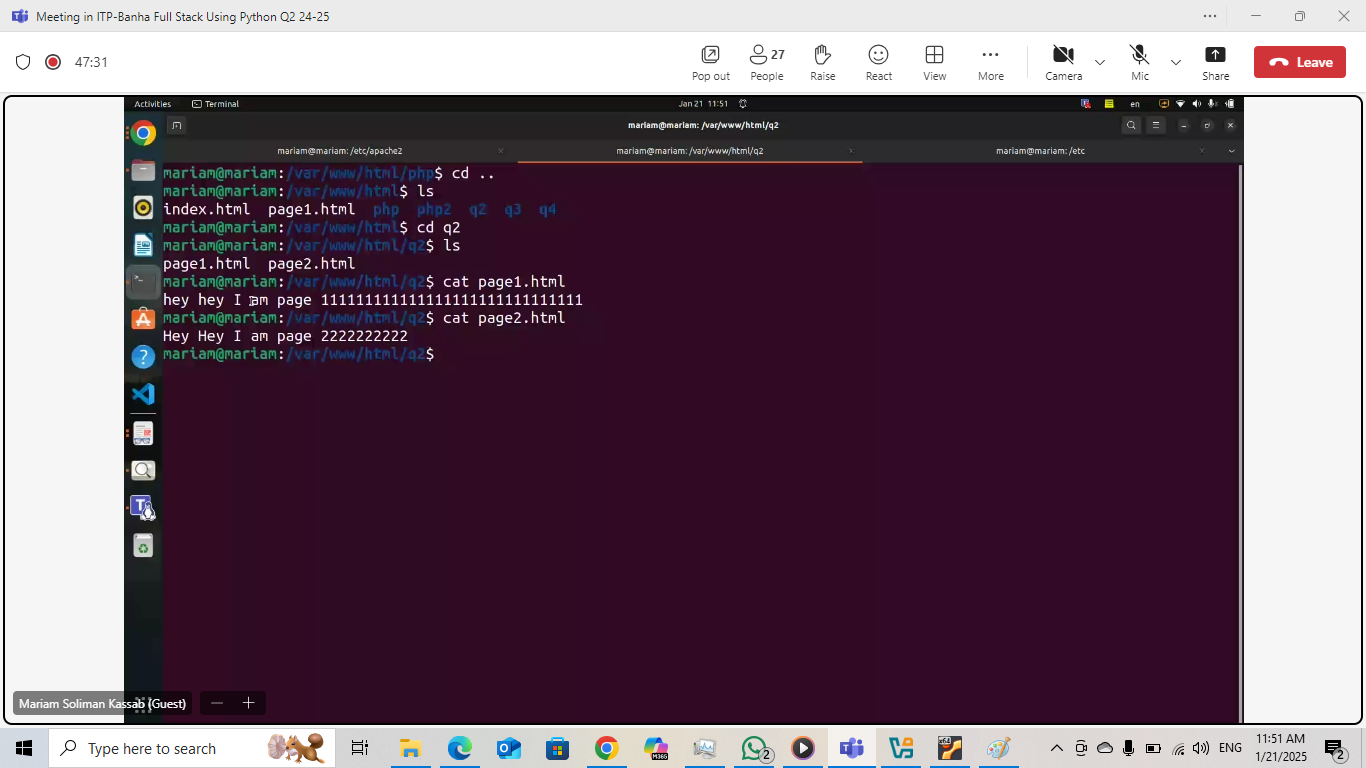 Meeting in ITP-Banha Full Stack Using Python Q2 24-25
47:31
Pop out
27
People
Raise
React
View
More
Camera
Mic
Share
Leave
Activities
Terminal
Jan 21 11:51
en
mariam@mariam: /var/www/html/q2
mariam@mariam: /etc/apache2
mariam@mariam: /var/www/html/q2
mariam@mariam: /etc
mariam@mariam:/var/www/html/php$ cd ..
mariam@mariam:/var/www/html$ ls
index.html page1.html php php2 q2 q3 q4
mariam@mariam:/var/www/html$ cd q2
mariam@mariam:/var/www/html/q2$ ls
page1.html page2.html
mariam@mariam:/var/www/html/q2$ cat page1.html
hey hey I am page 111111111111111111111111111111
mariam@mariam:/var/www/html/q2$ cat page2.html
Hey Hey I am page 2222222222
mariam@mariam:/var/www/html/q2$
Mariam Soliman Kassab (Guest)
Type here to search
M365
2
x64
ENG
11:51 AM
1/21/2025
2